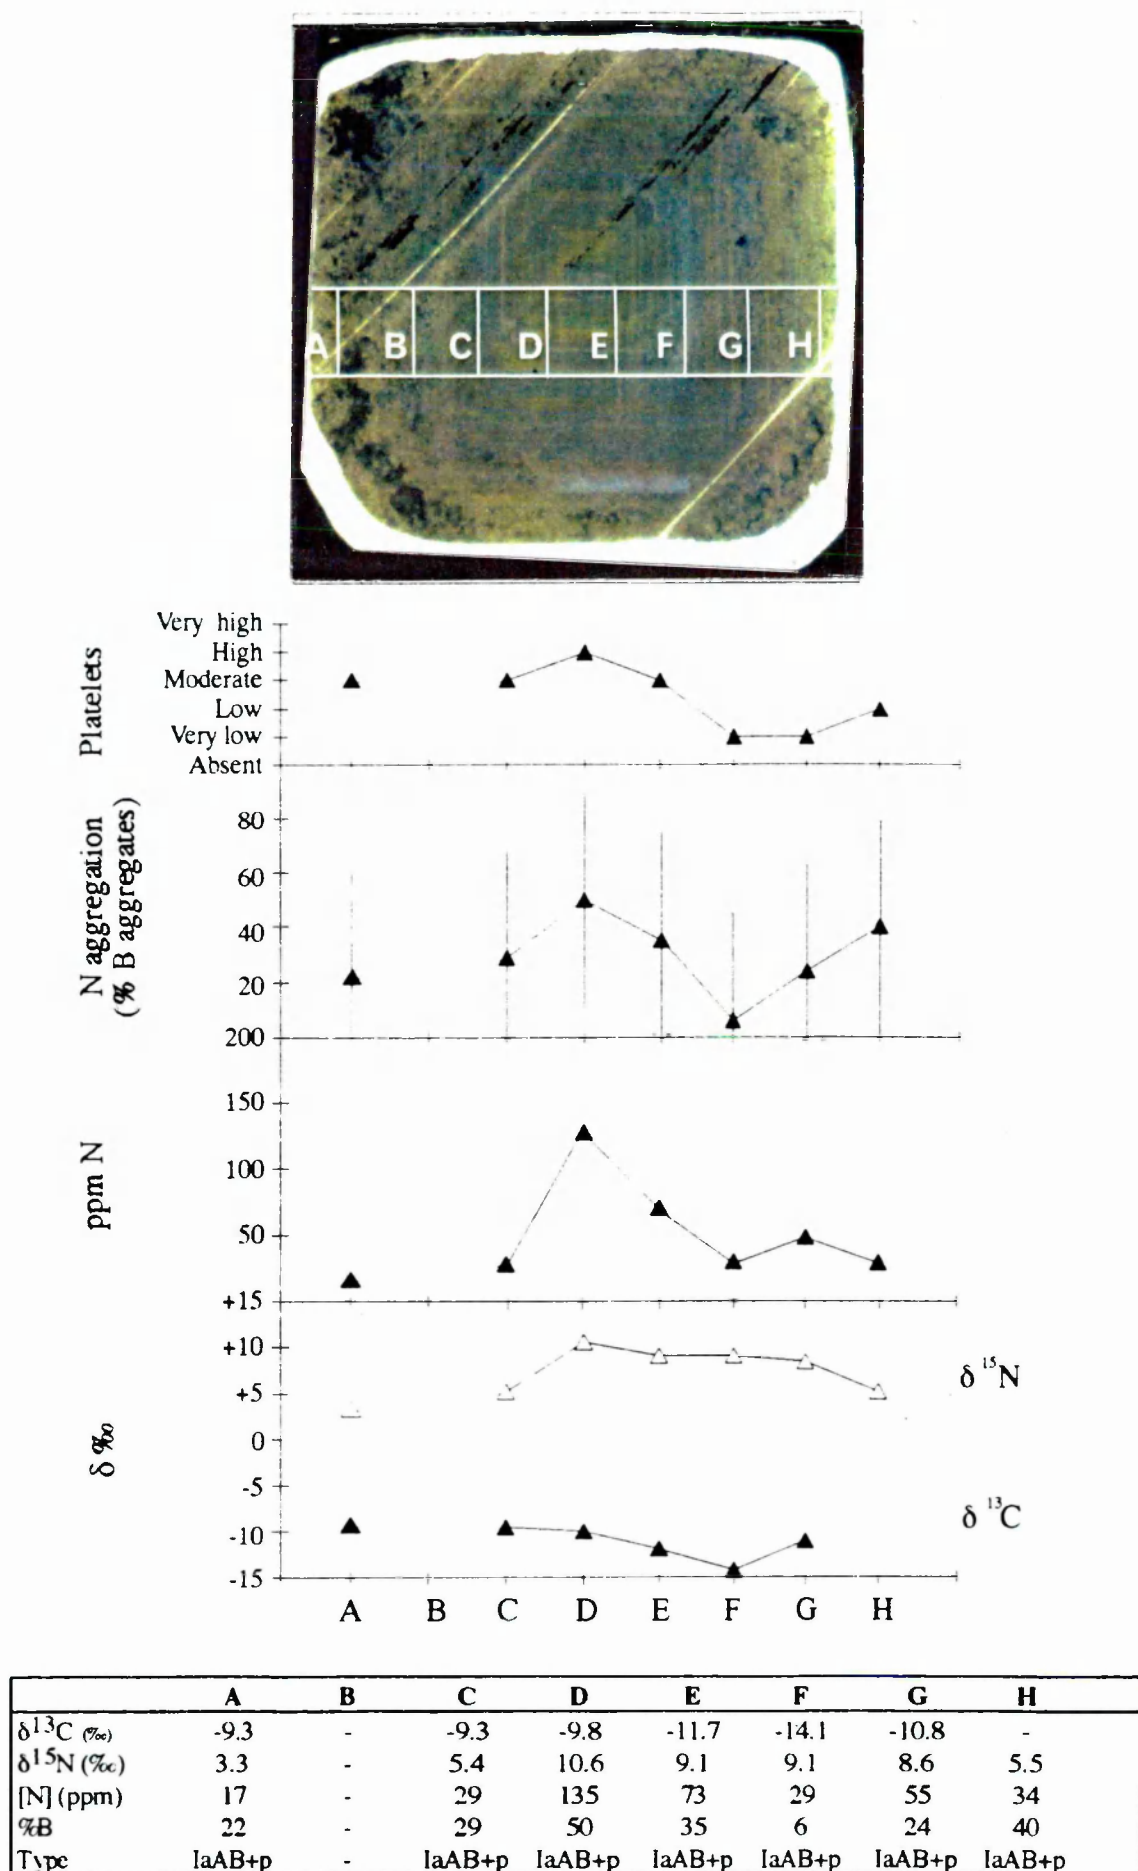 A B C D E F G H
Very high
High
Moderate
Low
Very low
Absent
Platelets
80
60
40
20
200
N aggregation
(% B aggregates)
150
100
50
+15
ppm N
+10
+5
0
-5
-10
-15
δ ‰
δ 15N
δ 13C
A B C D E F G H
A B C D E F G H
δ13C (‰) -9.3 - -9.3 -9.8 -11.7 -14.1 -10.8 -
δ15N (‰) 3.3 - 5.4 10.6 9.1 9.1 8.6 5.5
[N] (ppm) 17 - 29 135 73 29 55 34
%B 22 - 29 50 35 6 24 40
Type IaAB+p - IaAB+p IaAB+p IaAB+p IaAB+p IaAB+p IaAB+p